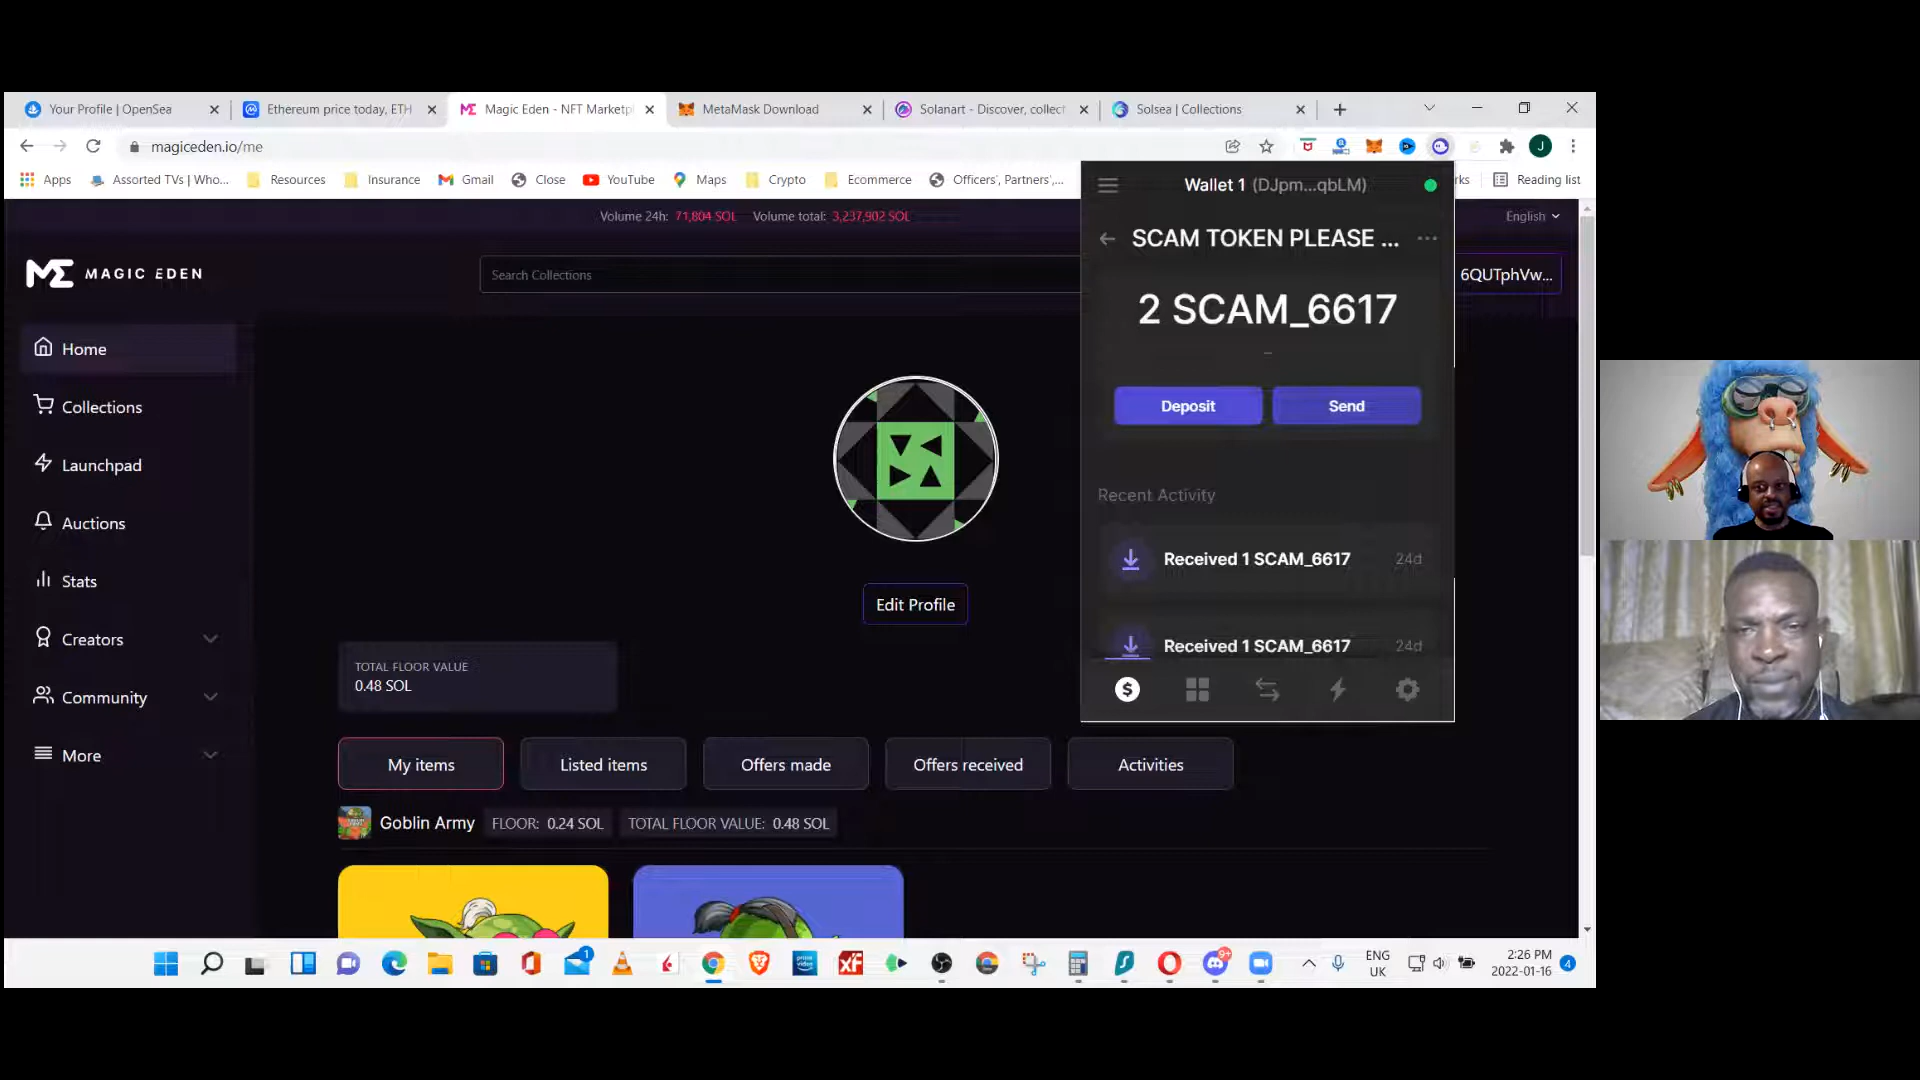 Your Profile | OpenSea
Ethereum price today, ETH
Magic Eden - NFT Marketpl
MetaMask Download
Solanart - Discover, collect
Solsea | Collections
magiceden.io/me
J
Apps
Assorted TVs | Who...
Resources
Insurance
Gmail
Close
YouTube
Maps
Crypto
Ecommerce
Officers', Partners',...
rks
Reading list
Volume 24h: 71,804 SOL Volume total: 3,237,902 SOL
English
MAGIC EDEN
Search Collections
6QUTphVw...
Home
Collections
Launchpad
Auctions
Stats
Creators
Community
More
Edit Profile
TOTAL FLOOR VALUE
0.48 SOL
My items
Listed items
Offers made
Offers received
Activities
Goblin Army
FLOOR: 0.24 SOL
TOTAL FLOOR VALUE: 0.48 SOL
Wallet 1 (DJpm...qbLM)
SCAM TOKEN PLEASE ...
2 SCAM_6617
–
Deposit
Send
Recent Activity
Received 1 SCAM_6617 24d
Received 1 SCAM_6617 24d
1
9+
ENG
UK
2:26 PM
2022-01-16
4